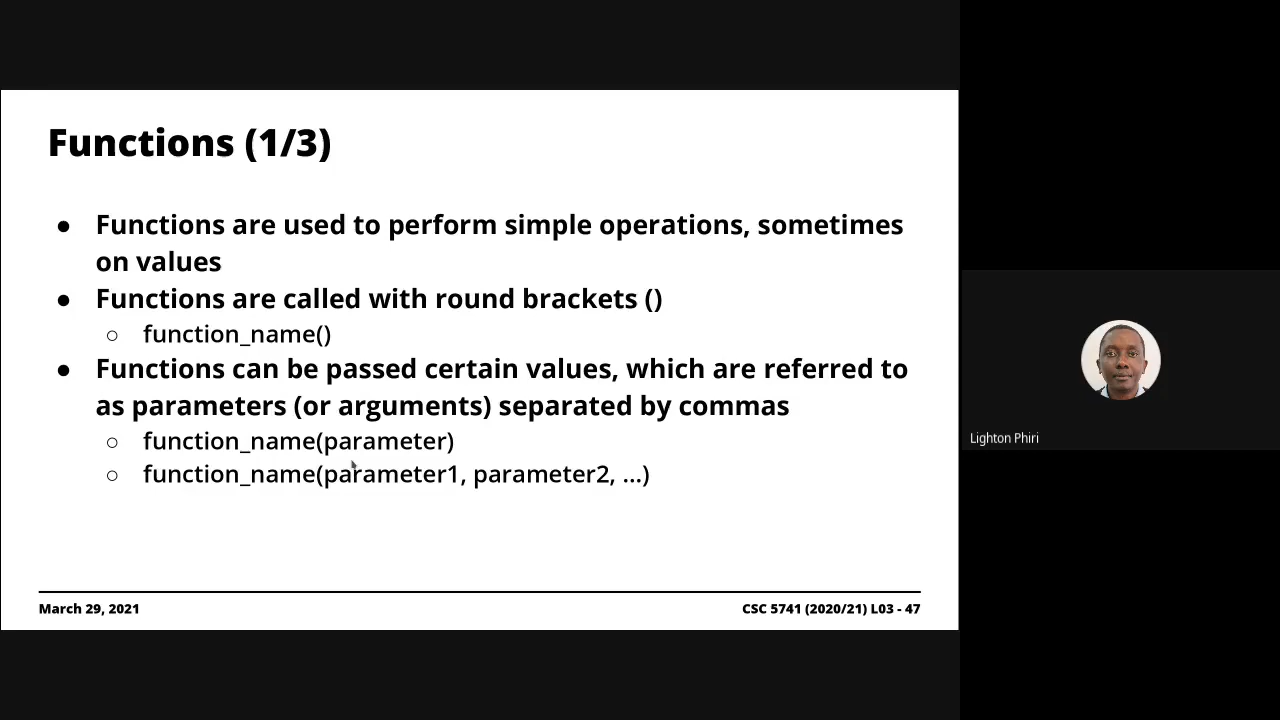 Functions (1/3)
● Functions are used to perform simple operations, sometimes
on values
● Functions are called with round brackets ()
○ function_name()
● Functions can be passed certain values, which are referred to
as parameters (or arguments) separated by commas
○ function_name(parameter)
○ function_name(parameter1, parameter2, ...)
March 29, 2021
CSC 5741 (2020/21) L03 - 47
Lighton Phiri